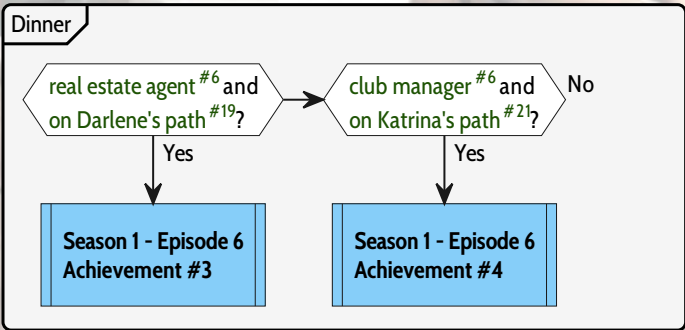 Dinner
real estate agent #6 and
on Darlene's path #19?
club manager #6 and
on Katrina's path #21?
No
Yes
Yes
Season 1 - Episode 6
Achievement #3
Season 1 - Episode 6
Achievement #4